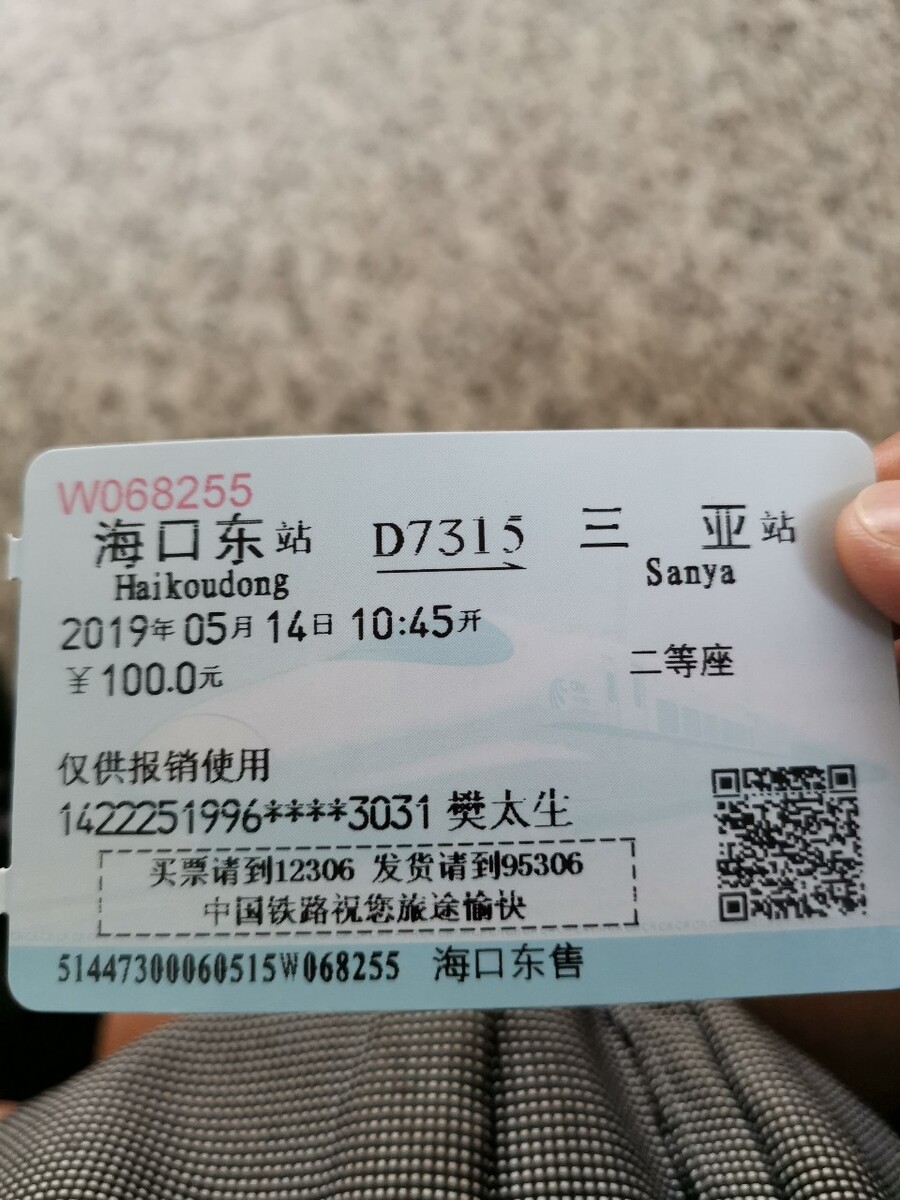 W068255
海口东站 D7315 三亚站
Haikoudong Sanya
2019年05月14日 10:45开
¥100.0元 二等座
仅供报销使用
1422251996****3031 樊太生
买票请到12306 发货请到95306
中国铁路祝您旅途愉快
51447300060515W068255 海口东售